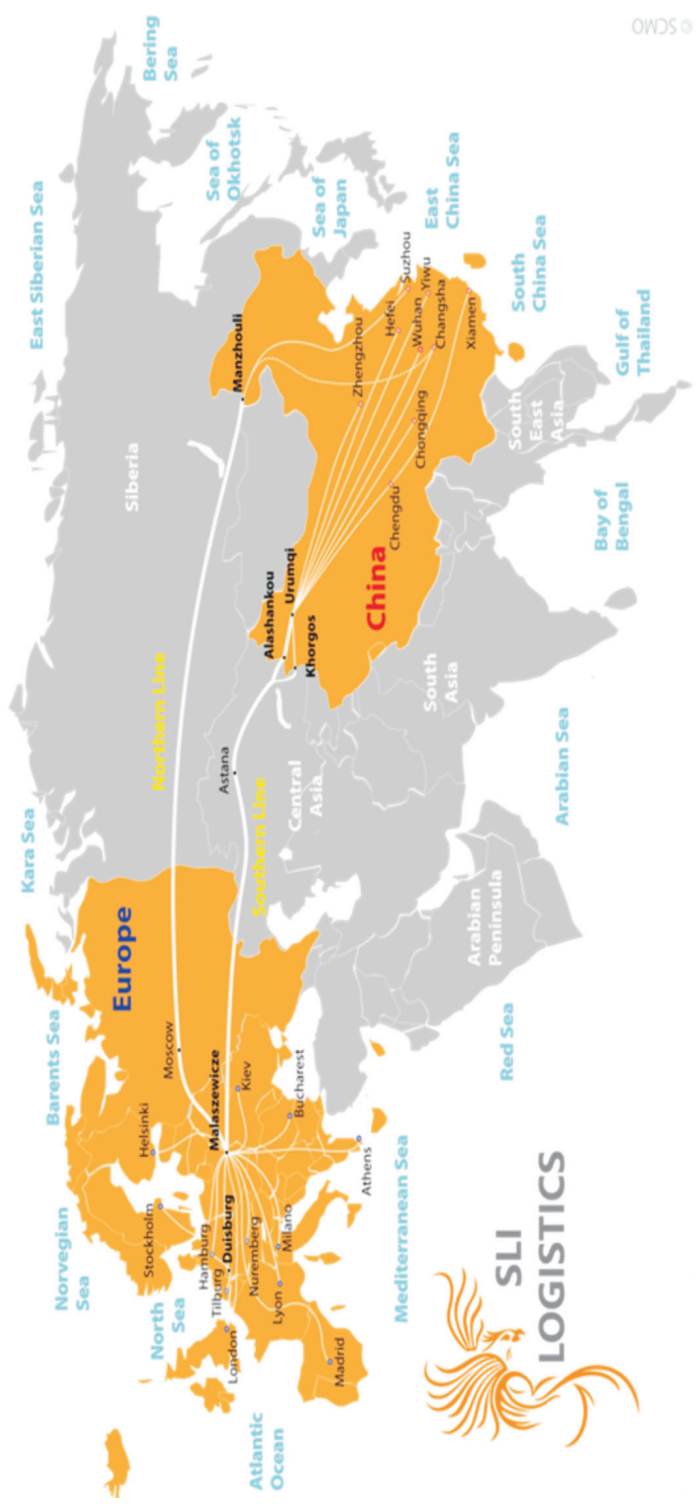 East Siberian Sea
Kara Sea
Barents Sea
Norwegian
Sea
North
Sea
Atlantic
Ocean
Bering
Sea
Sea of
Okhotsk
Sea of
Japan
East
China Sea
South
China Sea
Gulf of
Thailand
Bay of
Bengal
Arabian Sea
Red Sea
Mediterranean Sea
Siberia
Northern Line
Southern Line
Europe
China
Central
Asia
South
Asia
South
East
Asia
Arabian
Peninsula
Manzhouli
Alashankou
Urumqi
Khorgos
Astana
Moscow
Malaszewicze
Helsinki
Stockholm
Hamburg
Duisburg
Tilburg
London
Nuremberg
Milano
Lyon
Madrid
Kiev
Bucharest
Athens
Zhengzhou
Suzhou
Hefei
Yiwu
Wuhan
Changsha
Xiamen
Chongqing
Chengdu
SLI
LOGISTICS
© SCMO